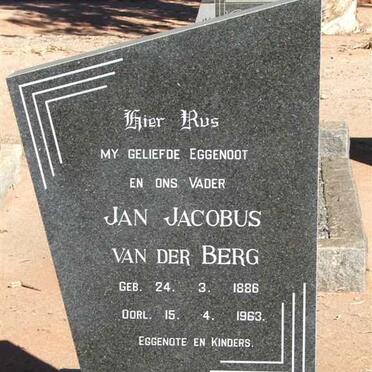 Hier Rus
MY GELIEFDE EGGENOOT
EN ONS VADER
JAN JACOBUS
VAN DER BERG
GEB. 24. 3. 1886
OORL. 15. 4. 1963.
EGGENOTE EN KINDERS.